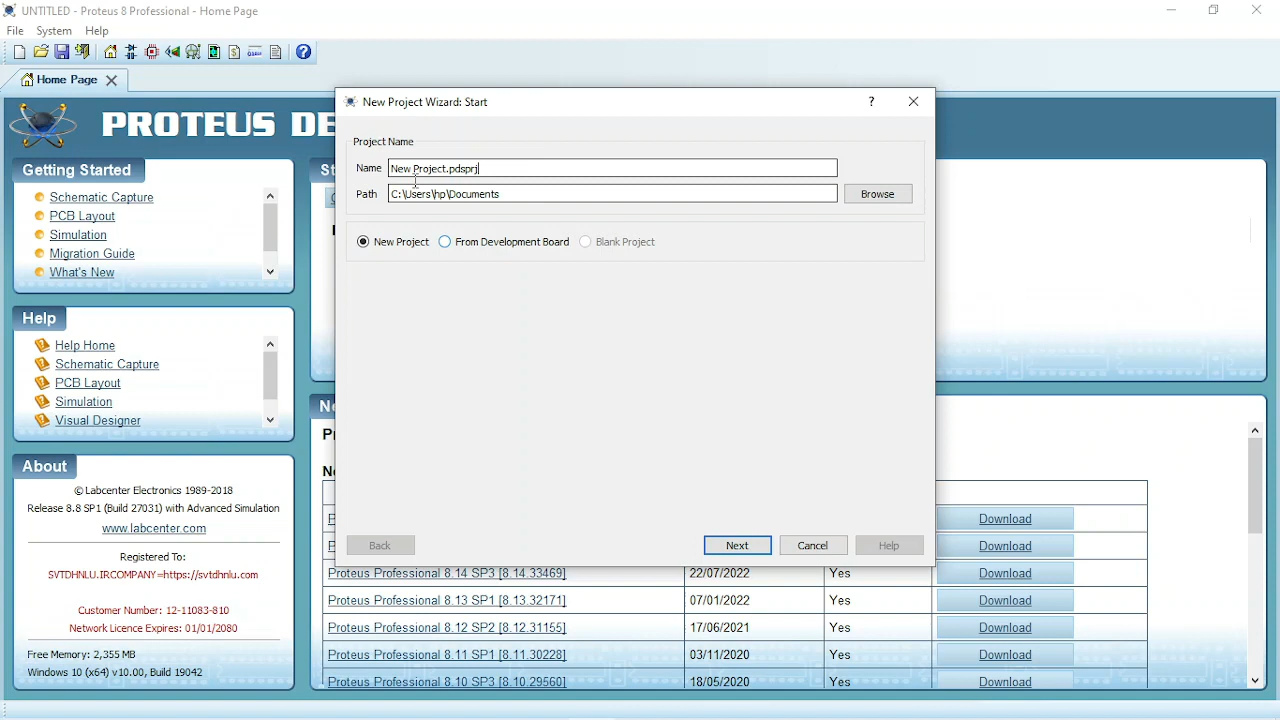 UNTITLED - Proteus 8 Professional - Home Page
File System Help
Home Page
PROTEUS DE
Getting Started
Schematic Capture
PCB Layout
Simulation
Migration Guide
What's New
Help
Help Home
Schematic Capture
PCB Layout
Simulation
Visual Designer
About
© Labcenter Electronics 1989-2018
Release 8.8 SP1 (Build 27031) with Advanced Simulation
www.labcenter.com
Registered To:
SVTDHNLU.IRCOMPANY=https://svtdhnlu.com
Customer Number: 12-11083-810
Network Licence Expires: 01/01/2080
Free Memory: 2,355 MB
Windows 10 (x64) v10.00, Build 19042
St
New Project Wizard: Start
?
Project Name
Name New Project.pdsprj
Path C:\Users\hp\Documents Browse
New Project From Development Board Blank Project
Back Next Cancel Help
Download
Download
Proteus Professional 8.14 SP3 [8.14.33469] 22/07/2022 Yes Download
Proteus Professional 8.13 SP1 [8.13.32171] 07/01/2022 Yes Download
Proteus Professional 8.12 SP2 [8.12.31155] 17/06/2021 Yes Download
Proteus Professional 8.11 SP1 [8.11.30228] 03/11/2020 Yes Download
Proteus Professional 8.10 SP3 [8.10.29560] 18/05/2020 Yes Download